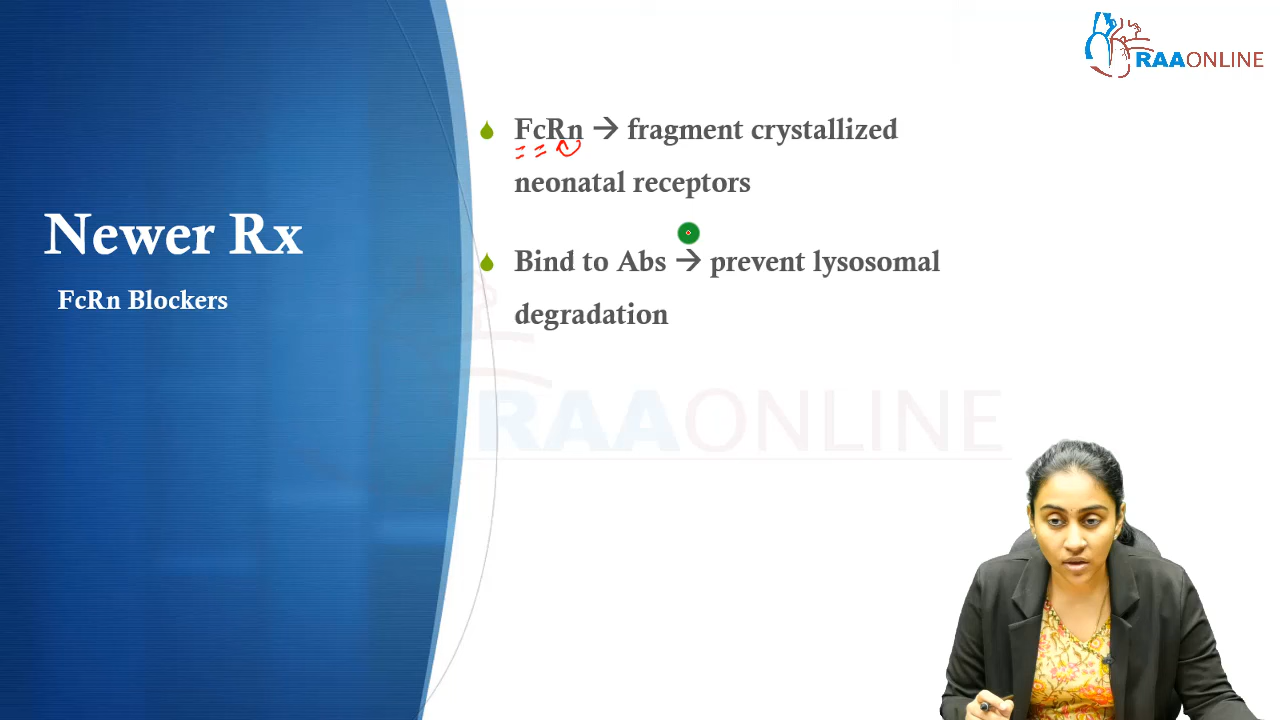 RAAONLINE
Newer Rx
FcRn Blockers
FcRn → fragment crystallized
neonatal receptors
Bind to Abs → prevent lysosomal
degradation
RAAONLINE